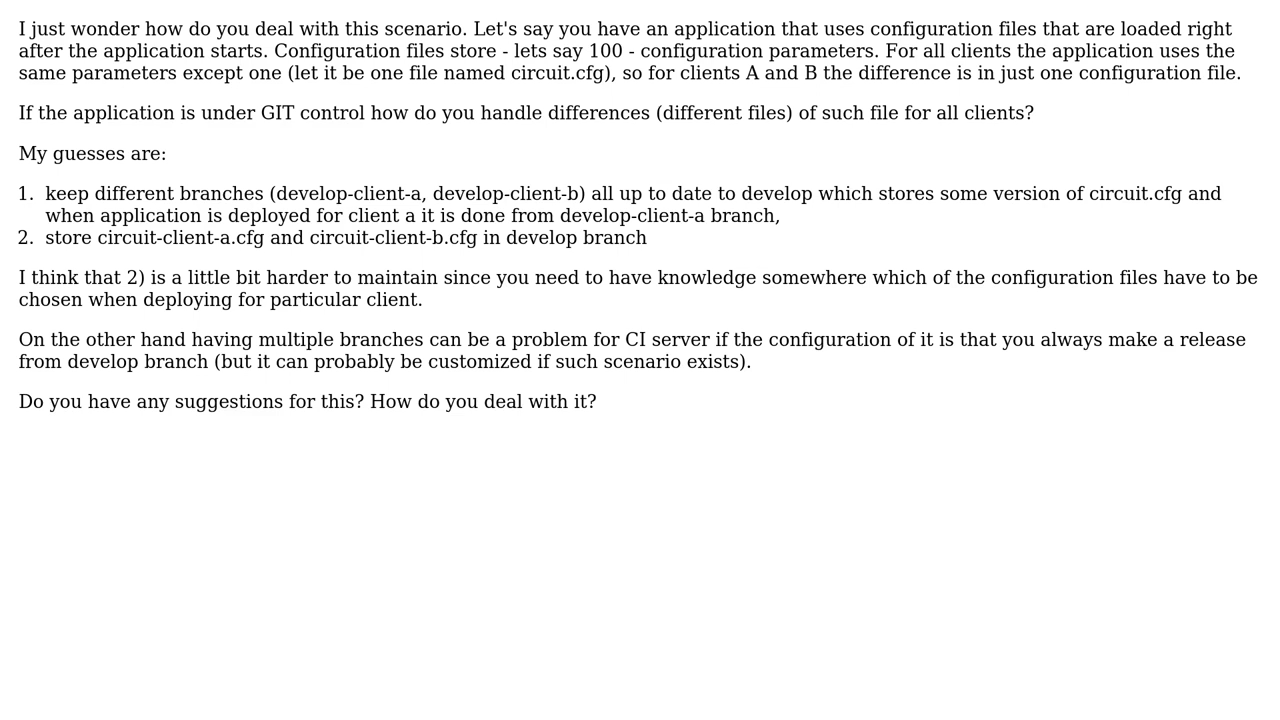 I just wonder how do you deal with this scenario. Let's say you have an application that uses configuration files that are loaded right
after the application starts. Configuration files store - lets say 100 - configuration parameters. For all clients the application uses the
same parameters except one (let it be one file named circuit.cfg), so for clients A and B the difference is in just one configuration file.
If the application is under GIT control how do you handle differences (different files) of such file for all clients?
My guesses are:
1. keep different branches (develop-client-a, develop-client-b) all up to date to develop which stores some version of circuit.cfg and
when application is deployed for client a it is done from develop-client-a branch,
2. store circuit-client-a.cfg and circuit-client-b.cfg in develop branch
I think that 2) is a little bit harder to maintain since you need to have knowledge somewhere which of the configuration files have to be
chosen when deploying for particular client.
On the other hand having multiple branches can be a problem for CI server if the configuration of it is that you always make a release
from develop branch (but it can probably be customized if such scenario exists).
Do you have any suggestions for this? How do you deal with it?